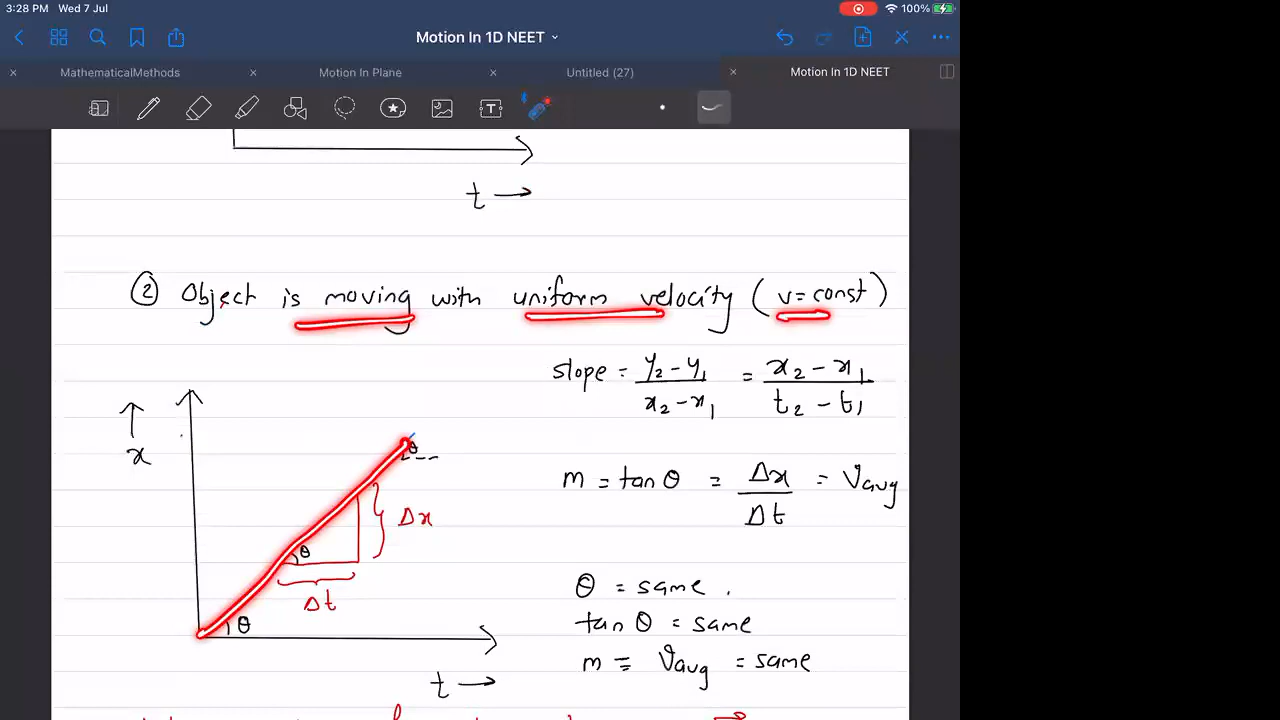 3:28 PM Wed 7 Jul
100%
Motion In 1D NEET
MathematicalMethods
Motion In Plane
Untitled (27)
Motion In 1D NEET
t →
② Object is moving with uniform velocity (v = const)
slope = y₂ - y₁ / x₂ - x₁ = x₂ - x₁ / t₂ - t₁
x
θ
m = tan θ = Δx / Δt = Vavg
Δx
θ
Δt
θ = same .
θ
tan θ = same
m = Vavg = same
t →